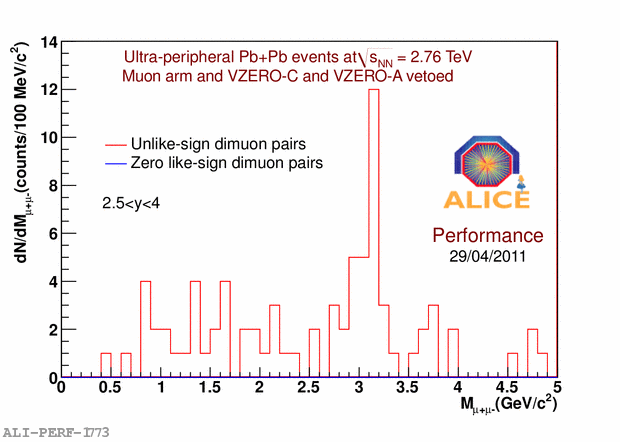 Ultra-peripheral Pb+Pb events at √sNN = 2.76 TeV
Muon arm and VZERO-C and VZERO-A vetoed
Unlike-sign dimuon pairs
Zero like-sign dimuon pairs
2.5<y<4
ALICE
Performance
29/04/2011
dN/dMμ+μ-(counts/100 MeV/c²)
14
12
10
8
6
4
2
0
0 0.5 1 1.5 2 2.5 3 3.5 4 4.5 5
Mμ+μ-(GeV/c²)
ALI-PERF-1773